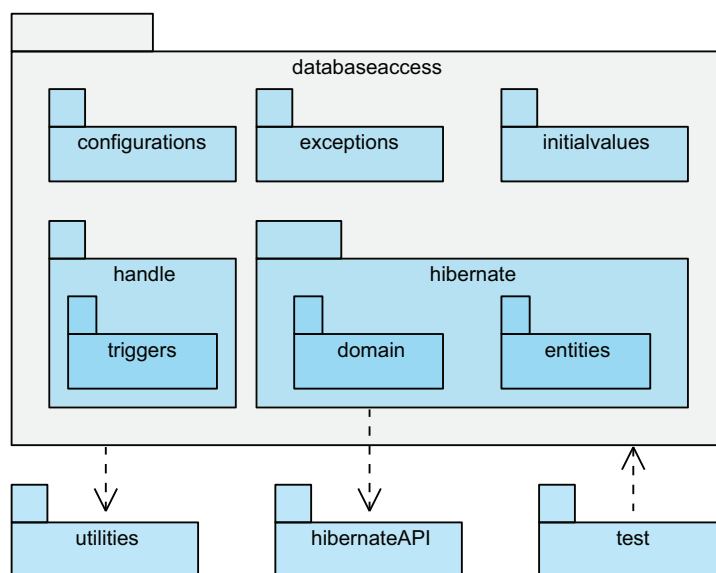 databaseaccess
configurations
exceptions
initialvalues
handle
hibernate
triggers
domain
entities
utilities
hibernateAPI
test